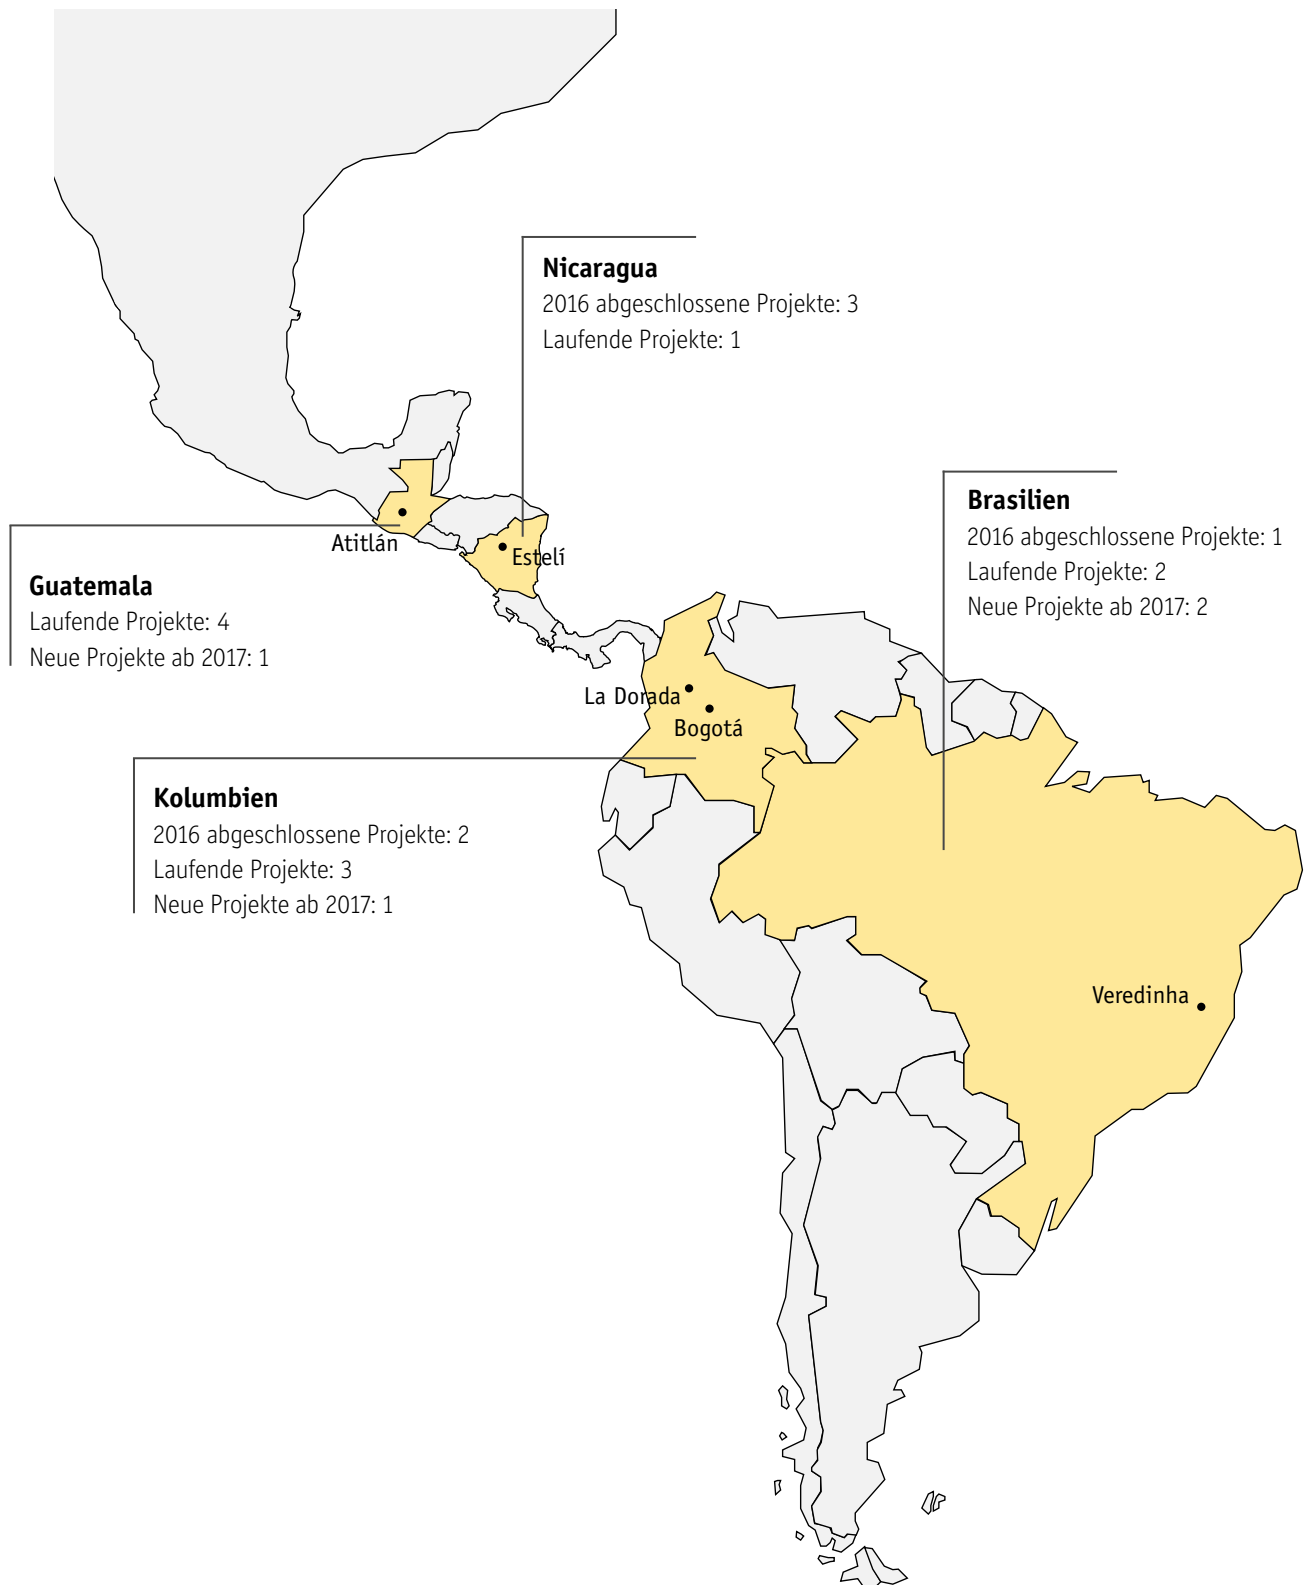 Nicaragua
2016 abgeschlossene Projekte: 3
Laufende Projekte: 1
Brasilien
2016 abgeschlossene Projekte: 1
Laufende Projekte: 2
Neue Projekte ab 2017: 2
Atitlán
Estelí
Guatemala
Laufende Projekte: 4
Neue Projekte ab 2017: 1
La Dorada
Bogotá
Kolumbien
2016 abgeschlossene Projekte: 2
Laufende Projekte: 3
Neue Projekte ab 2017: 1
Veredinha